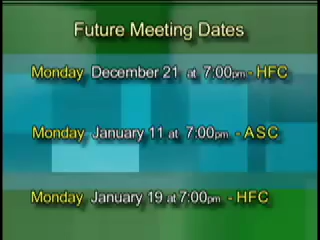 Future Meeting Dates
Monday December 21 at 7:00pm - HFC
Monday January 11 at 7:00pm - ASC
Monday January 19 at 7:00pm - HFC